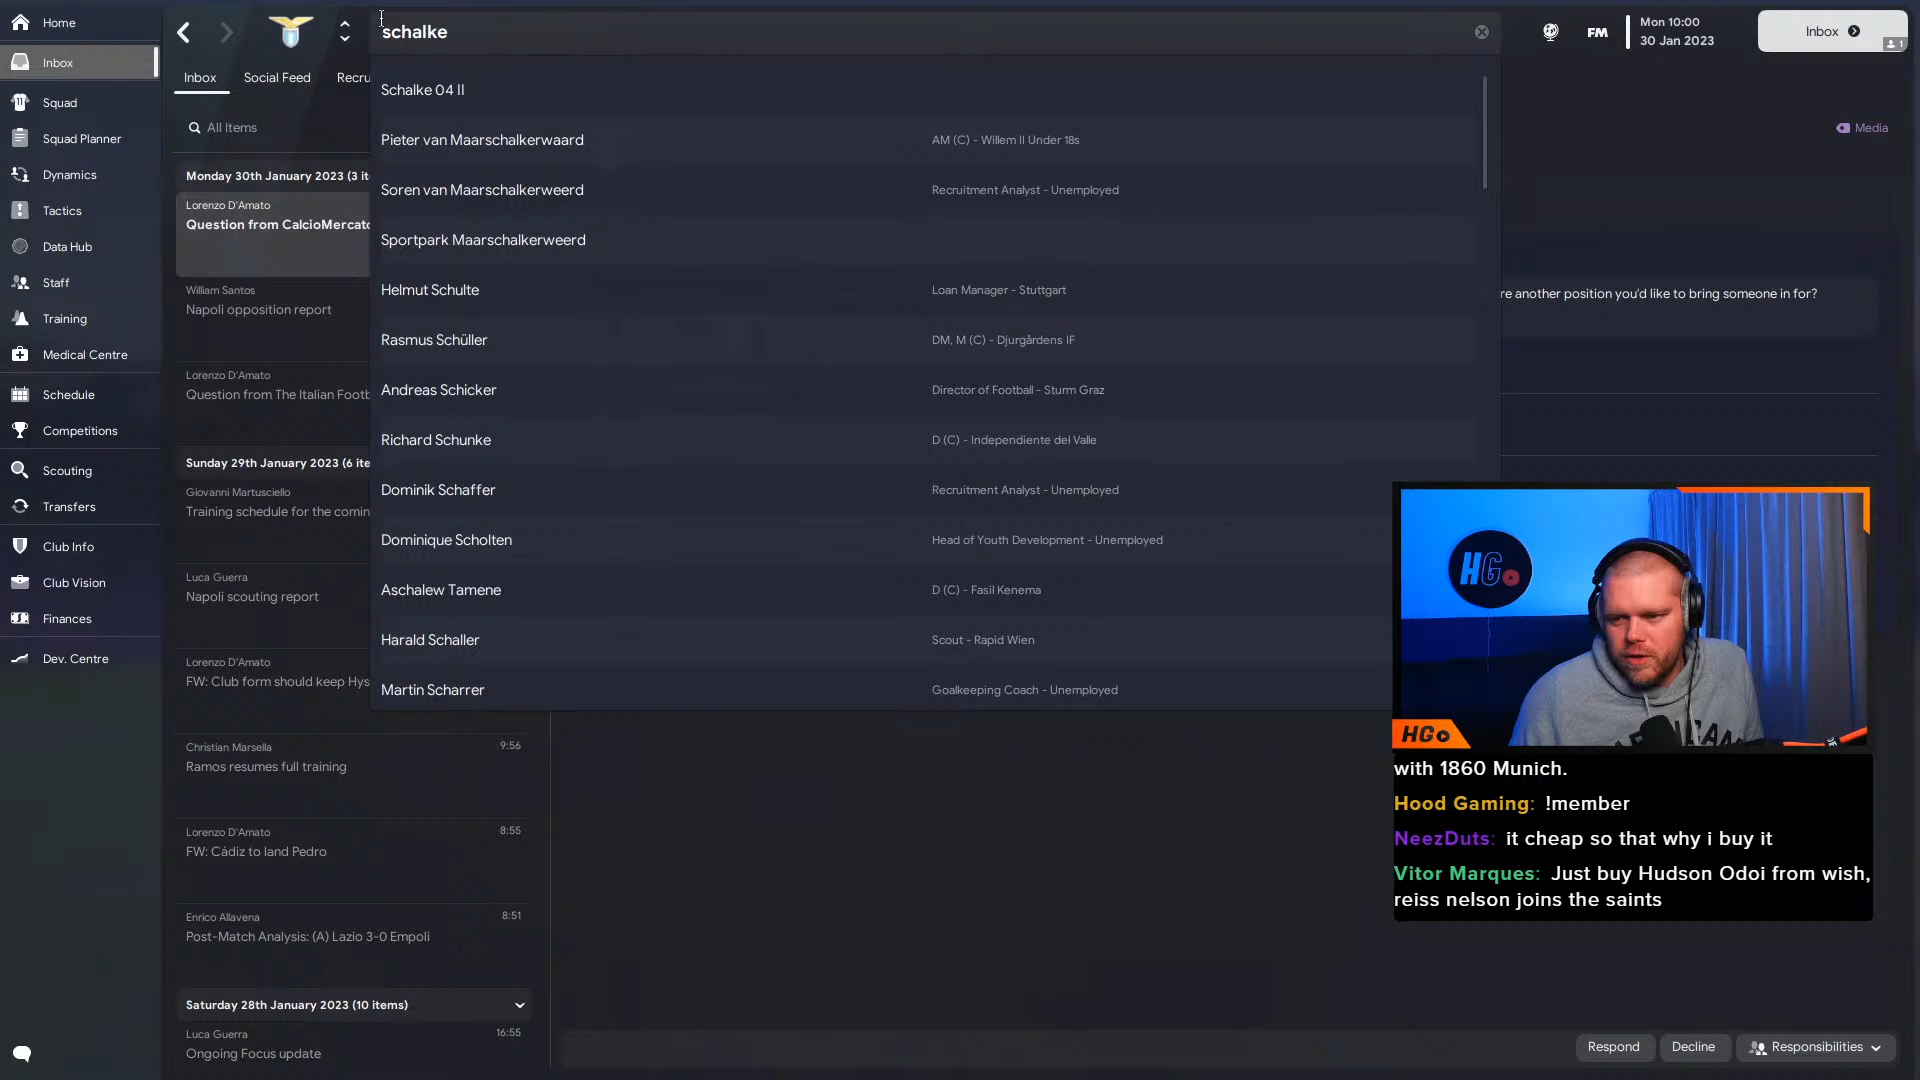 Home
Inbox
Squad
Squad Planner
Dynamics
Tactics
Data Hub
Staff
Training
Medical Centre
Schedule
Competitions
Scouting
Transfers
Club Info
Club Vision
Finances
Dev. Centre
schalke
FM
Mon 10:00
30 Jan 2023
Inbox
1
Inbox Social Feed Recru
All Items
Media
Monday 30th January 2023 (3 it
Lorenzo D'Amato
Question from CalcioMercato
William Santos
Napoli opposition report
Lorenzo D'Amato
Question from The Italian Footb
Sunday 29th January 2023 (6 ite
Giovanni Martusciello
Training schedule for the comin
Luca Guerra
Napoli scouting report
Lorenzo D'Amato
FW: Club form should keep Hys
Christian Marsella 9:56
Ramos resumes full training
Lorenzo D'Amato 8:55
FW: Cádiz to land Pedro
Enrico Allavena 8:51
Post-Match Analysis: (A) Lazio 3-0 Empoli
Saturday 28th January 2023 (10 items)
Luca Guerra 16:55
Ongoing Focus update
Schalke 04 II
Pieter van Maarschalkerwaard AM (C) - Willem II Under 18s
Soren van Maarschalkerweerd Recruitment Analyst - Unemployed
Sportpark Maarschalkerweerd
Helmut Schulte Loan Manager - Stuttgart
Rasmus Schüller DM, M (C) - Djurgårdens IF
Andreas Schicker Director of Football - Sturm Graz
Richard Schunke D (C) - Independiente del Valle
Dominik Schaffer Recruitment Analyst - Unemployed
Dominique Scholten Head of Youth Development - Unemployed
Aschalew Tamene D (C) - Fasil Kenema
Harald Schaller Scout - Rapid Wien
Martin Scharrer Goalkeeping Coach - Unemployed
re another position you'd like to bring someone in for?
HG
HG
with 1860 Munich.
Hood Gaming: !member
NeezDuts: it cheap so that why i buy it
Vitor Marques: Just buy Hudson Odoi from wish,
reiss nelson joins the saints
Respond Decline Responsibilities